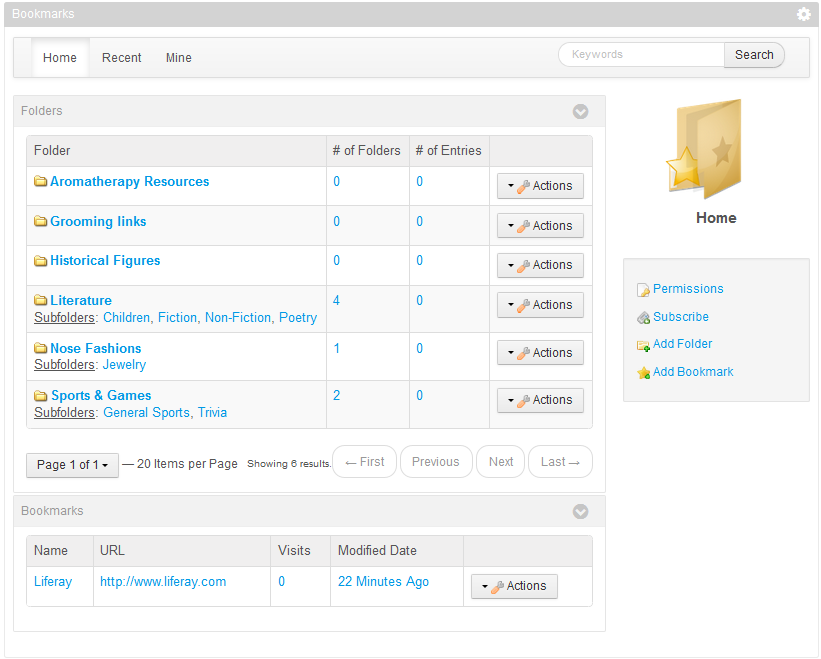 Bookmarks
Home Recent Mine Keywords Search
Folders
Folder # of Folders # of Entries
Aromatherapy Resources 0 0 Actions
Grooming links 0 0 Actions
Historical Figures 0 0 Actions
Literature 4 0 Actions
Subfolders: Children, Fiction, Non-Fiction, Poetry
Nose Fashions 1 0 Actions
Subfolders: Jewelry
Sports & Games 2 0 Actions
Subfolders: General Sports, Trivia
Page 1 of 1 — 20 Items per Page Showing 6 results. ← First Previous Next Last →
Bookmarks
Name URL Visits Modified Date
Liferay http://www.liferay.com 0 22 Minutes Ago Actions
Home
Permissions
Subscribe
Add Folder
Add Bookmark